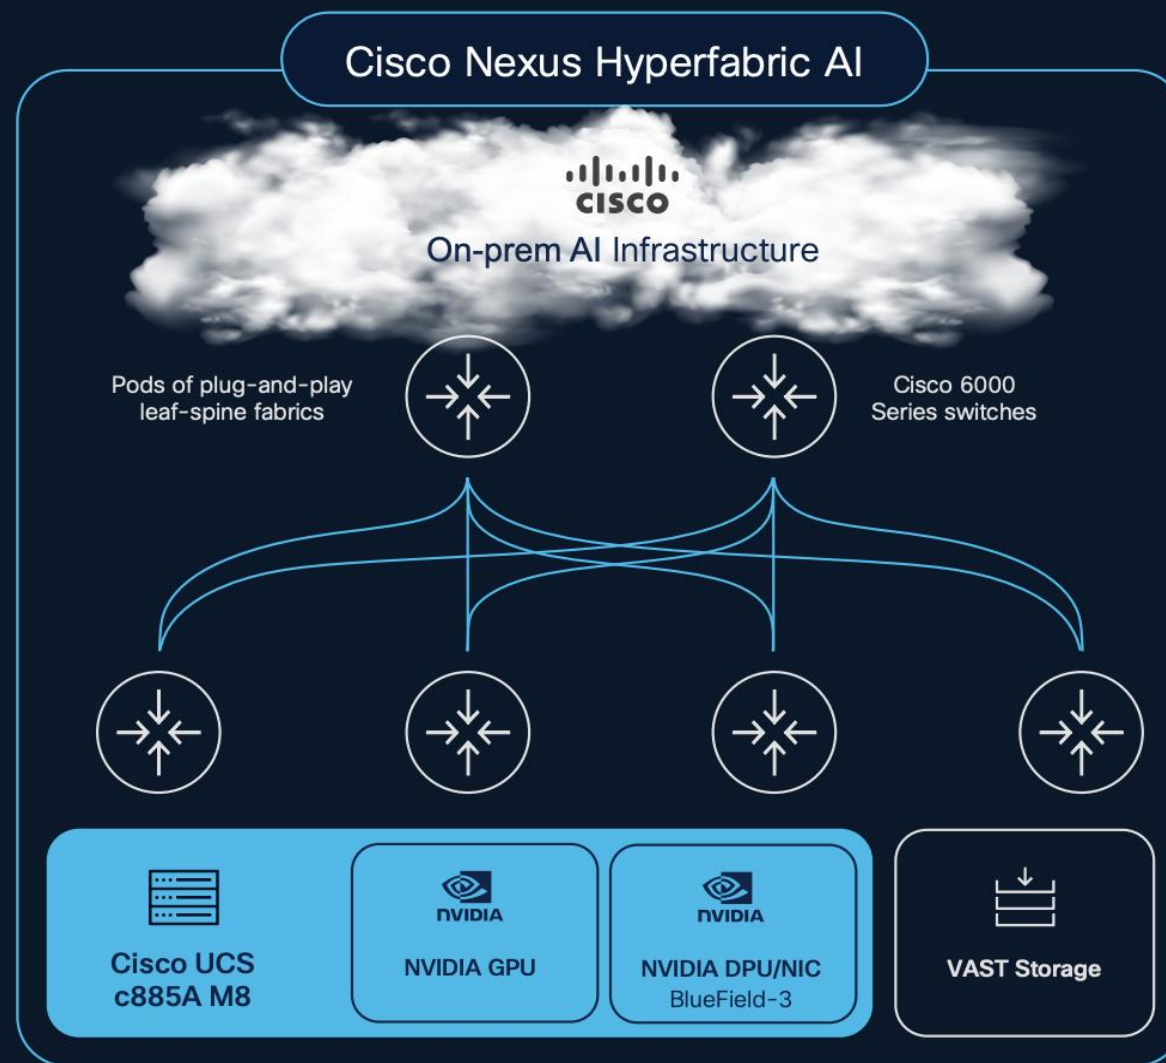 Cisco Nexus Hyperfabric AI
CISCO
On-prem AI Infrastructure
Pods of plug-and-play
leaf-spine fabrics
Cisco 6000
Series switches
Cisco UCS
c885A M8
NVIDIA
NVIDIA GPU
NVIDIA
NVIDIA DPU/NIC
BlueField-3
VAST Storage